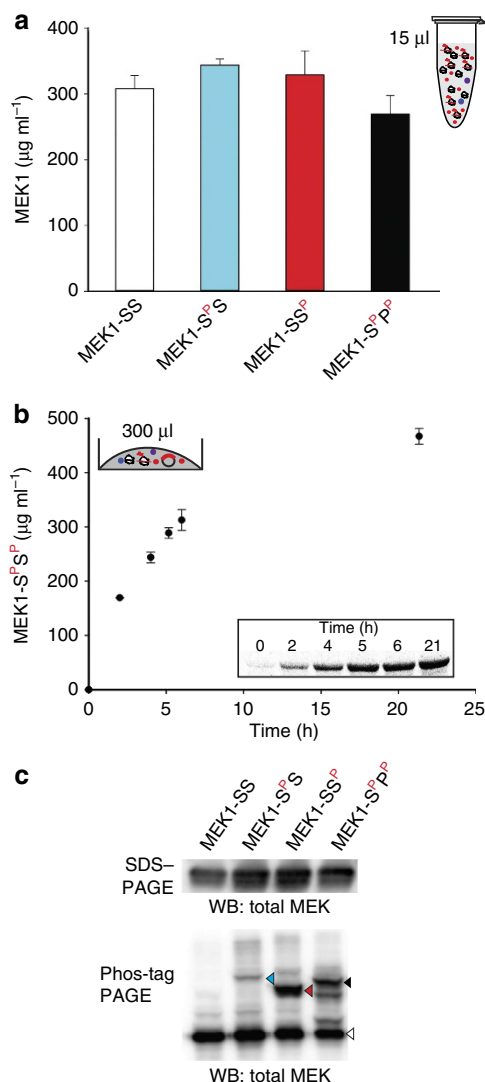 a
15 µl
400
300
200
100
0
MEK1 (µg ml⁻¹)
MEK1-SS
MEK1-SᴾS
MEK1-SSᴾ
MEK1-SᴾPᴾ
b
500
400
300
200
100
0
MEK1-SᴾSᴾ (µg ml⁻¹)
300 µl
Time (h)
0 2 4 5 6 21
0 5 10 15 20 25
Time (h)
c
MEK1-SS
MEK1-SᴾS
MEK1-SSᴾ
MEK1-SᴾPᴾ
SDS–
PAGE
WB: total MEK
Phos-tag
PAGE
WB: total MEK